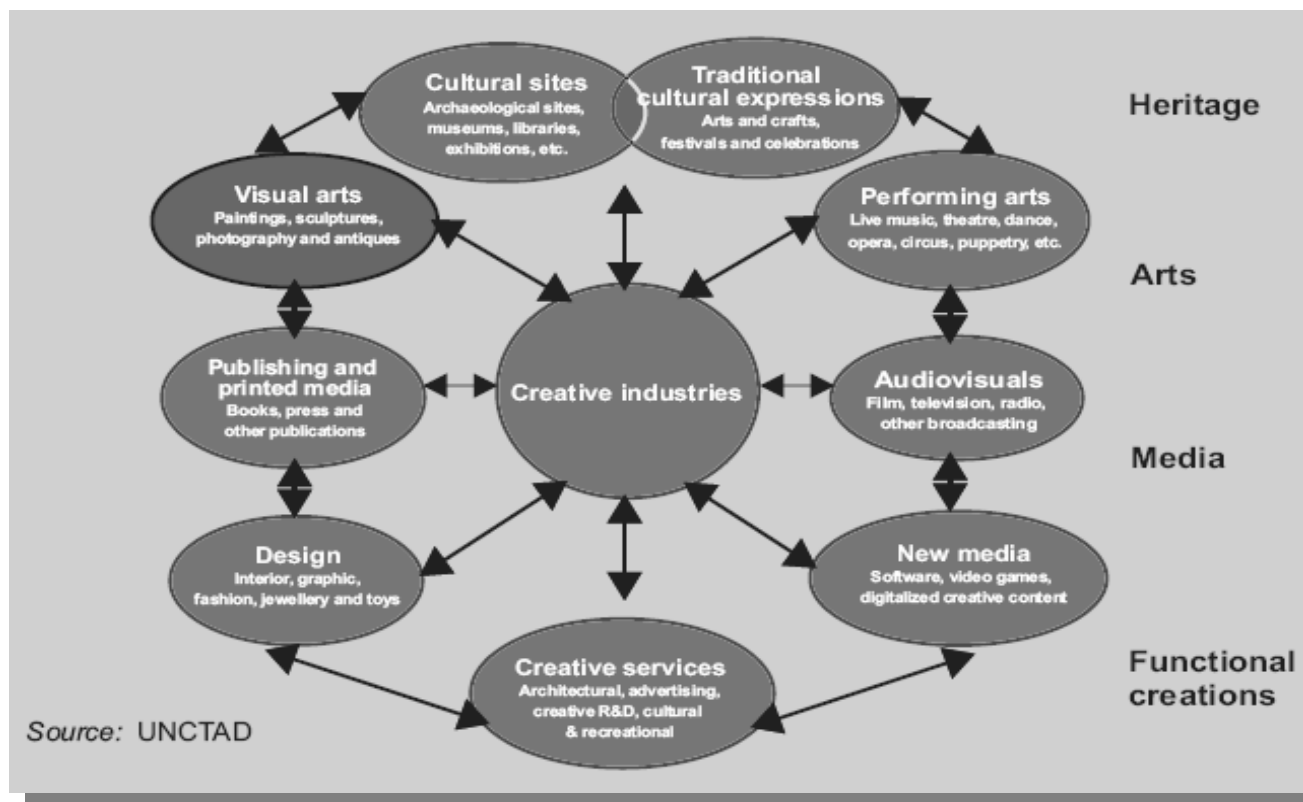 Cultural sites
Archaeological sites,
museums, libraries,
exhibitions, etc.
Traditional
cultural expressions
Arts and crafts,
festivals and celebrations
Heritage
Visual arts
Paintings, sculptures,
photography and antiques
Performing arts
Live music, theatre, dance,
opera, circus, puppetry, etc.
Arts
Publishing and
printed media
Books, press and
other publications
Creative industries
Audiovisuals
Film, television, radio,
other broadcasting
Media
Design
Interior, graphic,
fashion, jewellery and toys
New media
Software, video games,
digitalized creative content
Creative services
Architectural, advertising,
creative R&D, cultural
& recreational
Functional
creations
Source: UNCTAD